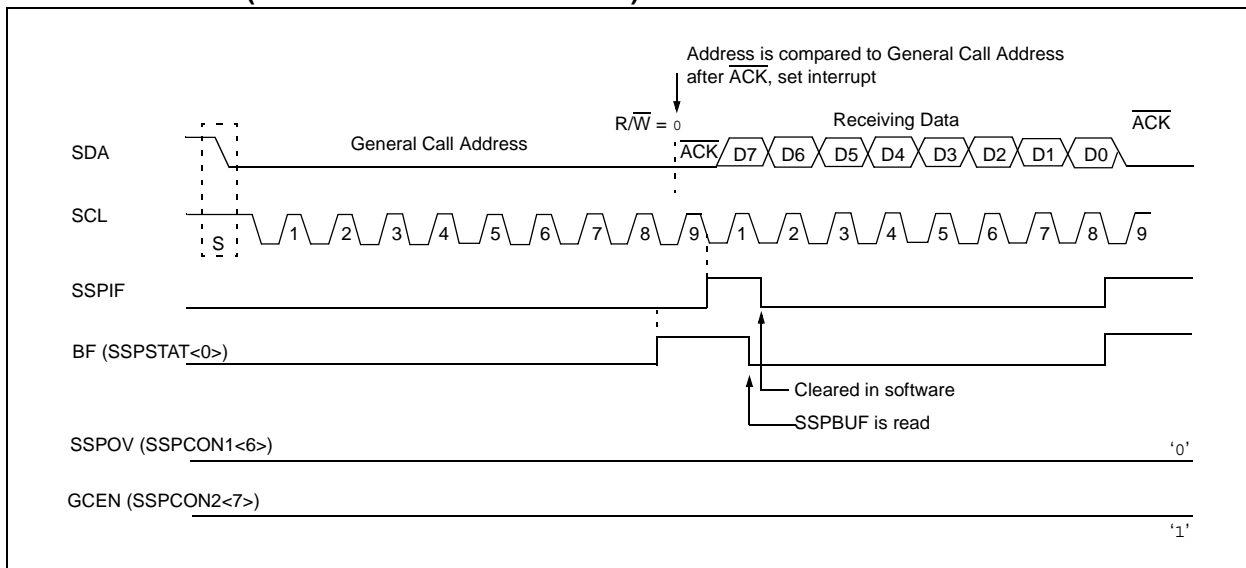 Address is compared to General Call Address
after ACK, set interrupt
R/W = 0
Receiving Data
ACK
SDA
General Call Address
ACK
D7
D6
D5
D4
D3
D2
D1
D0
SCL
S
1
2
3
4
5
6
7
8
9
1
2
3
4
5
6
7
8
9
SSPIF
BF (SSPSTAT<0>)
Cleared in software
SSPBUF is read
SSPOV (SSPCON1<6>)
‘0’
GCEN (SSPCON2<7>)
‘1’